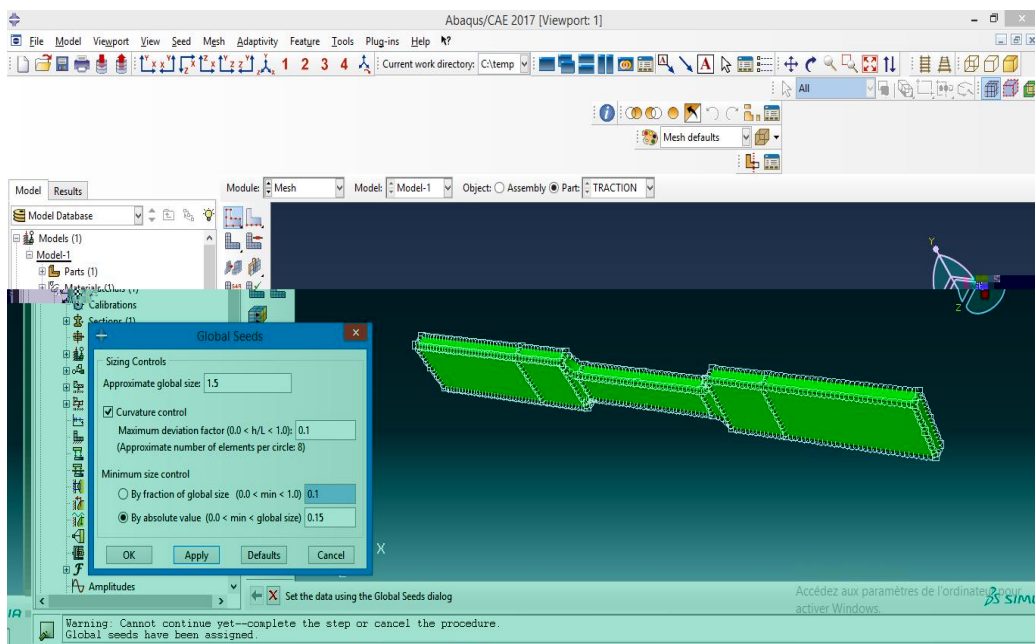 Abaqus/CAE 2017 [Viewport: 1]
File Model Viewport View Seed Mesh Adaptivity Feature Tools Plug-ins Help
1 2 3 4 Current work directory: C:\temp
All
Mesh defaults
Model Results
Module: Mesh Model: Model-1 Object: Assembly Part: TRACTION
Model Database
Models (1)
Model-1
Parts (1)
Materials (1)
Calibrations
Sections (1)
Global Seeds
Sizing Controls
Approximate global size: 1.5
Curvature control
Maximum deviation factor (0.0 < h/L < 1.0): 0.1
(Approximate number of elements per circle: 8)
Minimum size control
By fraction of global size (0.0 < min < 1.0) 0.1
By absolute value (0.0 < min < global size) 0.15
OK Apply Defaults Cancel
Amplitudes
Y
Z
X
Set the data using the Global Seeds dialog
Accédez aux paramètres de l'ordinateur pour
activer Windows.
Warning: Cannot continue yet--complete the step or cancel the procedure.
Global seeds have been assigned.